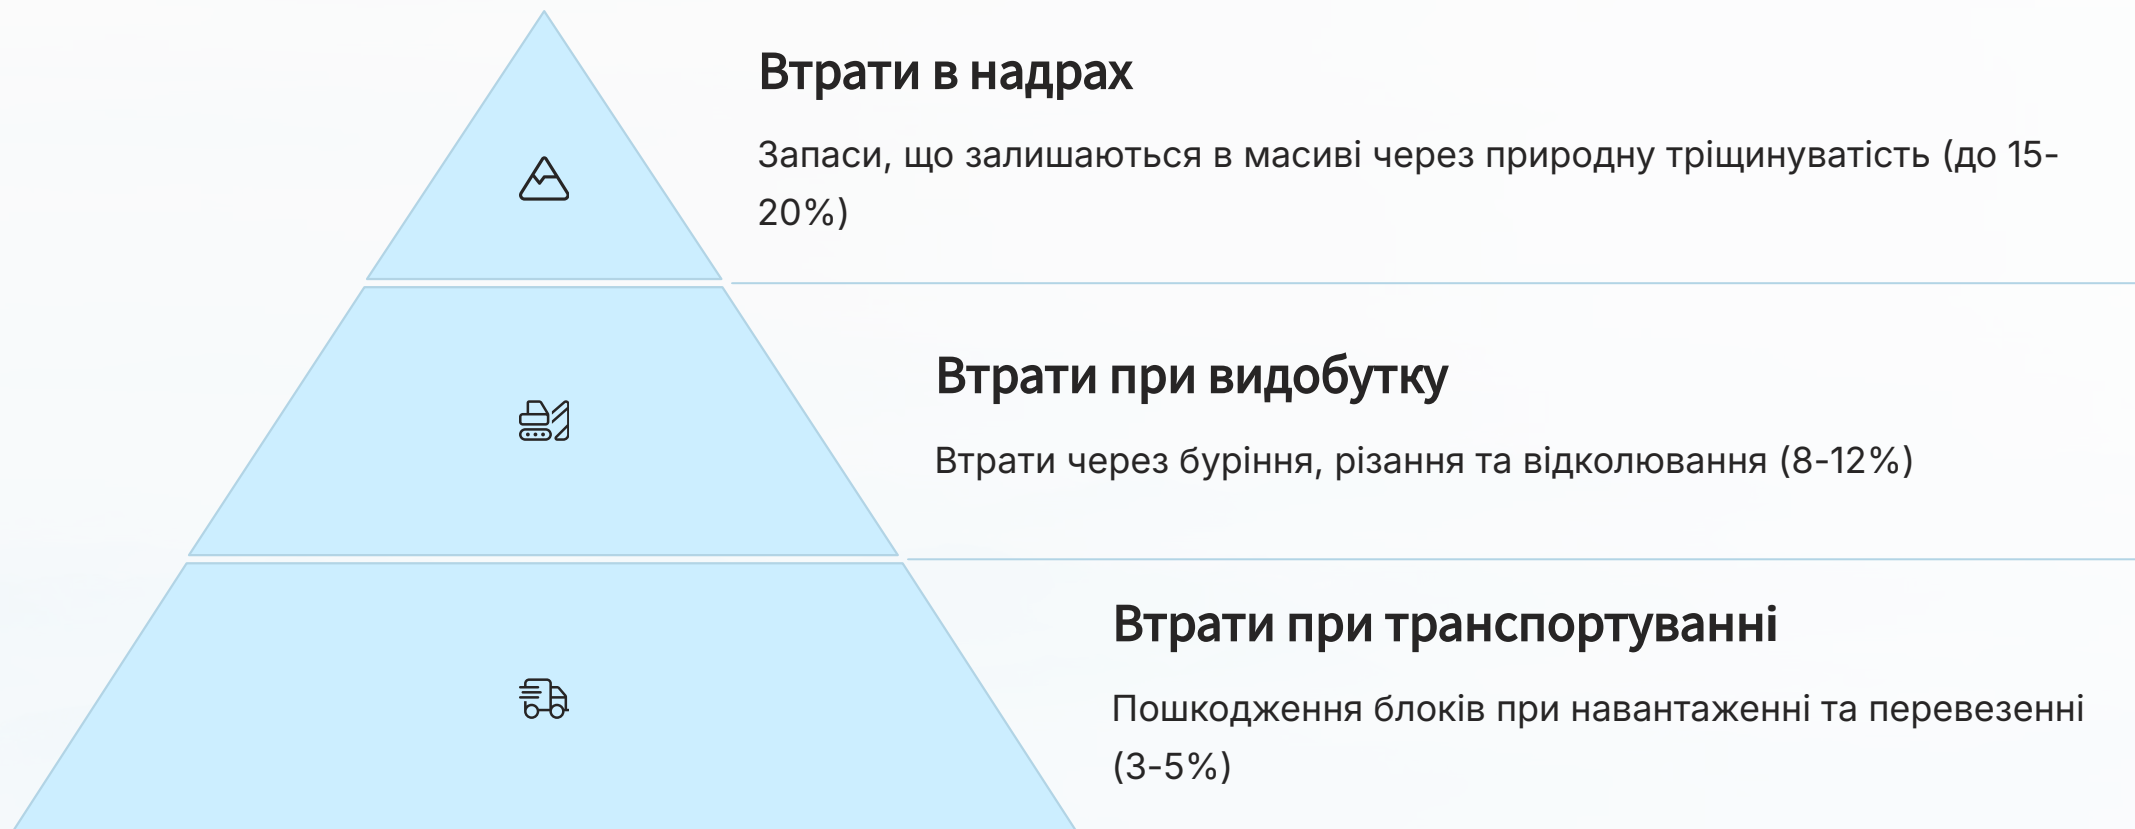 Втрати в надрах
Запаси, що залишаються в масиві через природну тріщинуватість (до 15-
20%)
Втрати при видобутку
Втрати через буріння, різання та відколювання (8-12%)
Втрати при транспортуванні
Пошкодження блоків при навантаженні та перевезенні
(3-5%)